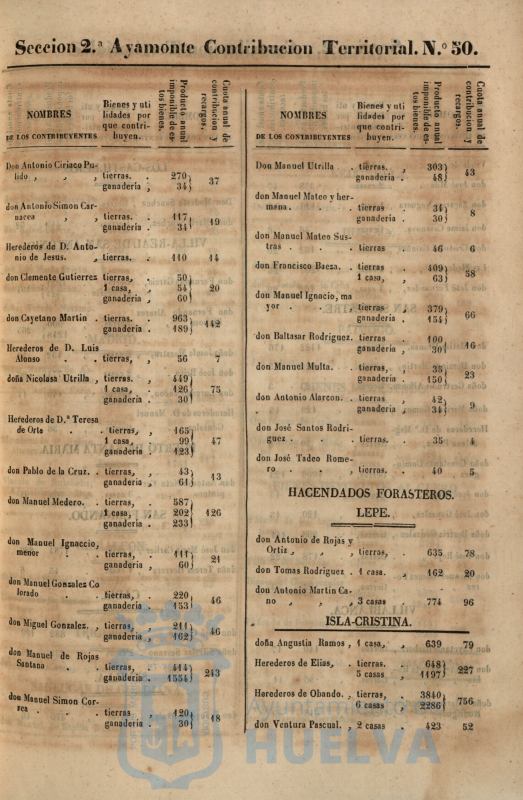 Seccion 2.ª Ayamonte Contribucion Territorial. N.º 50.
NOMBRES
DE LOS CONTRIBUYENTES
Bienes y uti
lidades por
que contri-
buyen.
Producto anual
imponible de es-
tos bienes.
Cuota anual de
contribucion y
recargos.
Don Antonio Ciriaco Pu-
lido , , tierras. . 270
ganaderia , 34 37
don Antonio Simon Car-
nacea , , tierras. . 117
ganaderia . 34 19
Herederos de D. Anto-
nio de Jesus. , tierras. . 110 14
don Clemente Gutierrez tierras, . 50
1 casa, . 54 20
ganaderia , 60
don Cayetano Martin . tierras. . 963
ganaderia . 189 142
Herederos de D. Luis
Alonso . . tierras, , 56 7
doña Nicolasa Utrilla , tierras. , 449
1 casa, . 126 75
ganaderia . 30
Herederos de D.ª Teresa
de Orta . . tierras, , 165
1 casa, . 99 47
ganaderia . 123
don Pablo de la Cruz. . tierras, , 43
ganaderia , 61 13
don Manuel Medero. . tierras, . 587
1 casa, . 202 126
ganaderia . 233
don Manuel Ignaccio,
menor . . tierras, . 111
ganaderia , 60 21
don Manuel Gonzalez Co
lorado . . tierras, . 220
ganaderia . 153 46
don Miguel Gonzalez. , tierras, . 211
ganaderia , 162 46
don Manuel de Rojas
Santana . . tierras, . 414
ganaderia . 1554 243
don Manuel Simon Cor-
rea . . . tierras , 120
ganaderia . 30 18
NOMBRES
DE LOS CONTRIBUYENTES
Bienes y uti
lidades por
que contri-
buyen.
Producto anual
imponible de es-
tos bienes.
Cuota anual de
contribucion y
recargos.
Don Manuel Utrilla . tierras. . 303
ganaderia . 48 43
don Manuel Mateo y her-
mana. . . tierras 34
ganaderia . 30 8
don Manuel Mateo Sus-
tras . . . tierras . 46 6
don Francisco Baeza. . tierras . 409
1 casa, , 63 58
don Manuel Ignacio, ma
yor . . , tierras . 379
ganaderia . 154 66
don Baltasar Rodriguez. tierras . 100
ganaderia , 30 16
don Manuel Multa. . tierras, , 35
ganaderia . 150 23
don Antonio Alarcon. . tierras , 42
ganaderia , 34 9
don José Santos Rodri-
guez . . . tierras. . 35 4
don José Tadeo Rome-
ro . . , tierras. . 40 5
HACENDADOS FORASTEROS.
LEPE.
don Antonio de Rojas y
Ortiz , , tierras, . 635 78
don Tomas Rodriguez . 1 casa. , 162 20
don Antonio Martin Ca-
no , , , 3 casas 774 96
ISLA-CRISTINA.
doña Angustia Ramos , 1 casa, . 639 79
Herederos de Elias, . tierras. . 648
5 casas , 1197 227
Herederos de Obando. , tierras, . 3840
6 casas . 2286 756
don Ventura Pascual. , 2 casas . 423 52
Ayuntamiento de
HUELVA